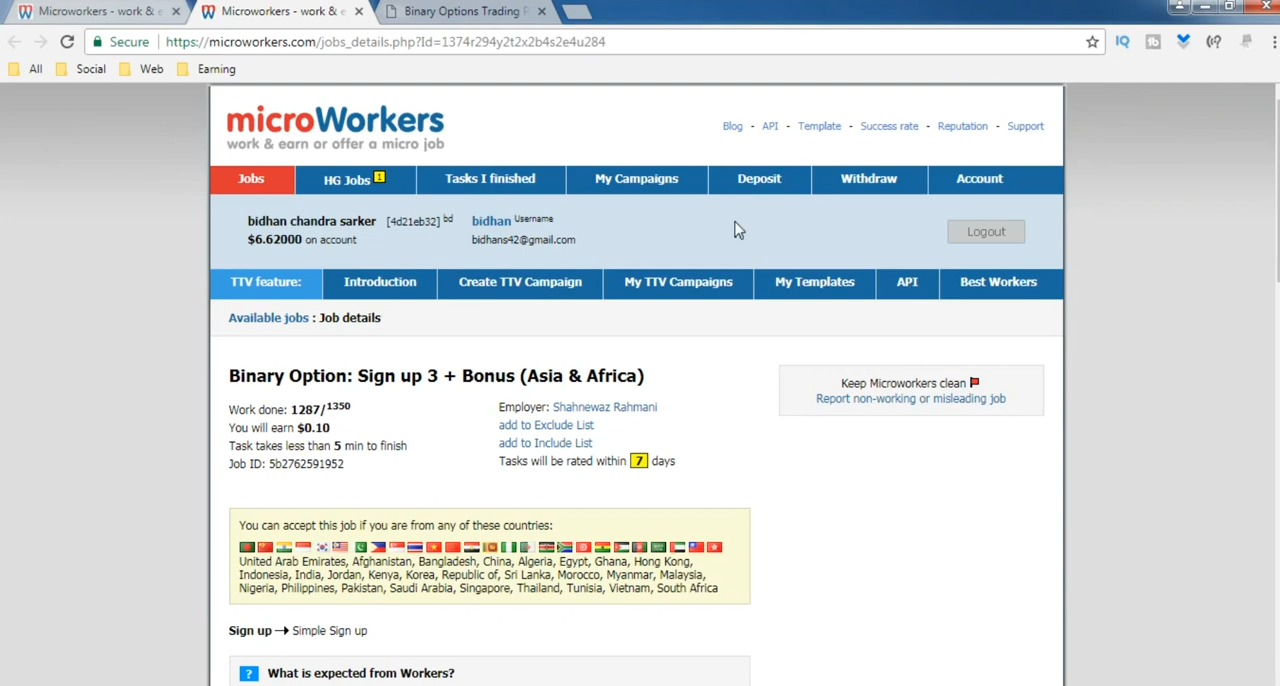 Microworkers - work & e
Microworkers - work & e
Binary Options Trading P
Secure
https://microworkers.com/jobs_details.php?Id=1374r294y2t2x2b4s2e4u284
IQ
All
Social
Web
Earning
microWorkers
work & earn or offer a micro job
Blog - API - Template - Success rate - Reputation - Support
Jobs
HG Jobs 1
Tasks I finished
My Campaigns
Deposit
Withdraw
Account
bidhan chandra sarker [4d21eb32] bd
bidhan Username
$6.62000 on account
bidhans42@gmail.com
Logout
TTV feature:
Introduction
Create TTV Campaign
My TTV Campaigns
My Templates
API
Best Workers
Available jobs : Job details
Binary Option: Sign up 3 + Bonus (Asia & Africa)
Work done: 1287/1350
You will earn $0.10
Task takes less than 5 min to finish
Job ID: 5b2762591952
Employer: Shahnewaz Rahmani
add to Exclude List
add to Include List
Tasks will be rated within 7 days
Keep Microworkers clean
Report non-working or misleading job
You can accept this job if you are from any of these countries:
United Arab Emirates, Afghanistan, Bangladesh, China, Algeria, Egypt, Ghana, Hong Kong,
Indonesia, India, Jordan, Kenya, Korea, Republic of, Sri Lanka, Morocco, Myanmar, Malaysia,
Nigeria, Philippines, Pakistan, Saudi Arabia, Singapore, Thailand, Tunisia, Vietnam, South Africa
Sign up → Simple Sign up
? What is expected from Workers?